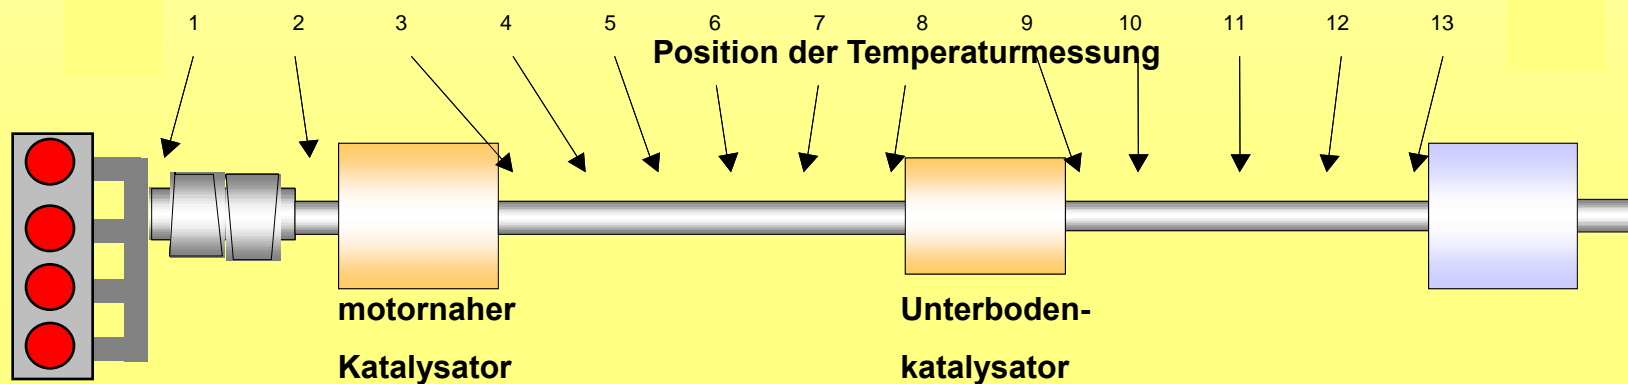 1 2 3 4 5 6 7 8 9 10 11 12 13
Position der Temperaturmessung
motornaher
Katalysator
Unterboden-
katalysator